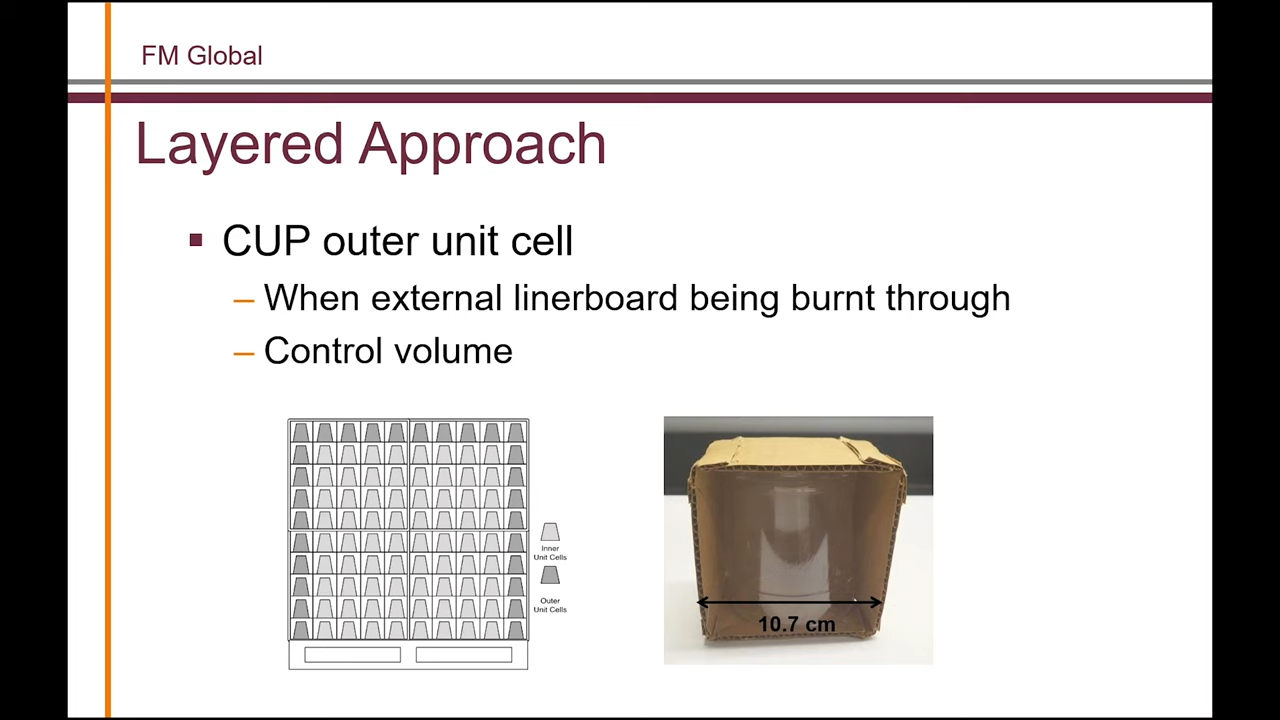 FM Global
Layered Approach
CUP outer unit cell
– When external linerboard being burnt through
– Control volume
Inner
Unit Cells
Outer
Unit Cells
10.7 cm